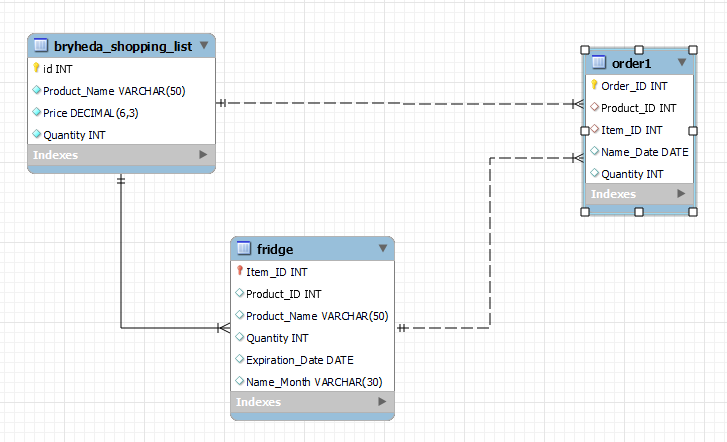 bryheda_shopping_list
id INT
Product_Name VARCHAR(50)
Price DECIMAL(6,3)
Quantity INT
Indexes
order1
Order_ID INT
Product_ID INT
Item_ID INT
Name_Date DATE
Quantity INT
Indexes
fridge
Item_ID INT
Product_ID INT
Product_Name VARCHAR(50)
Quantity INT
Expiration_Date DATE
Name_Month VARCHAR(30)
Indexes